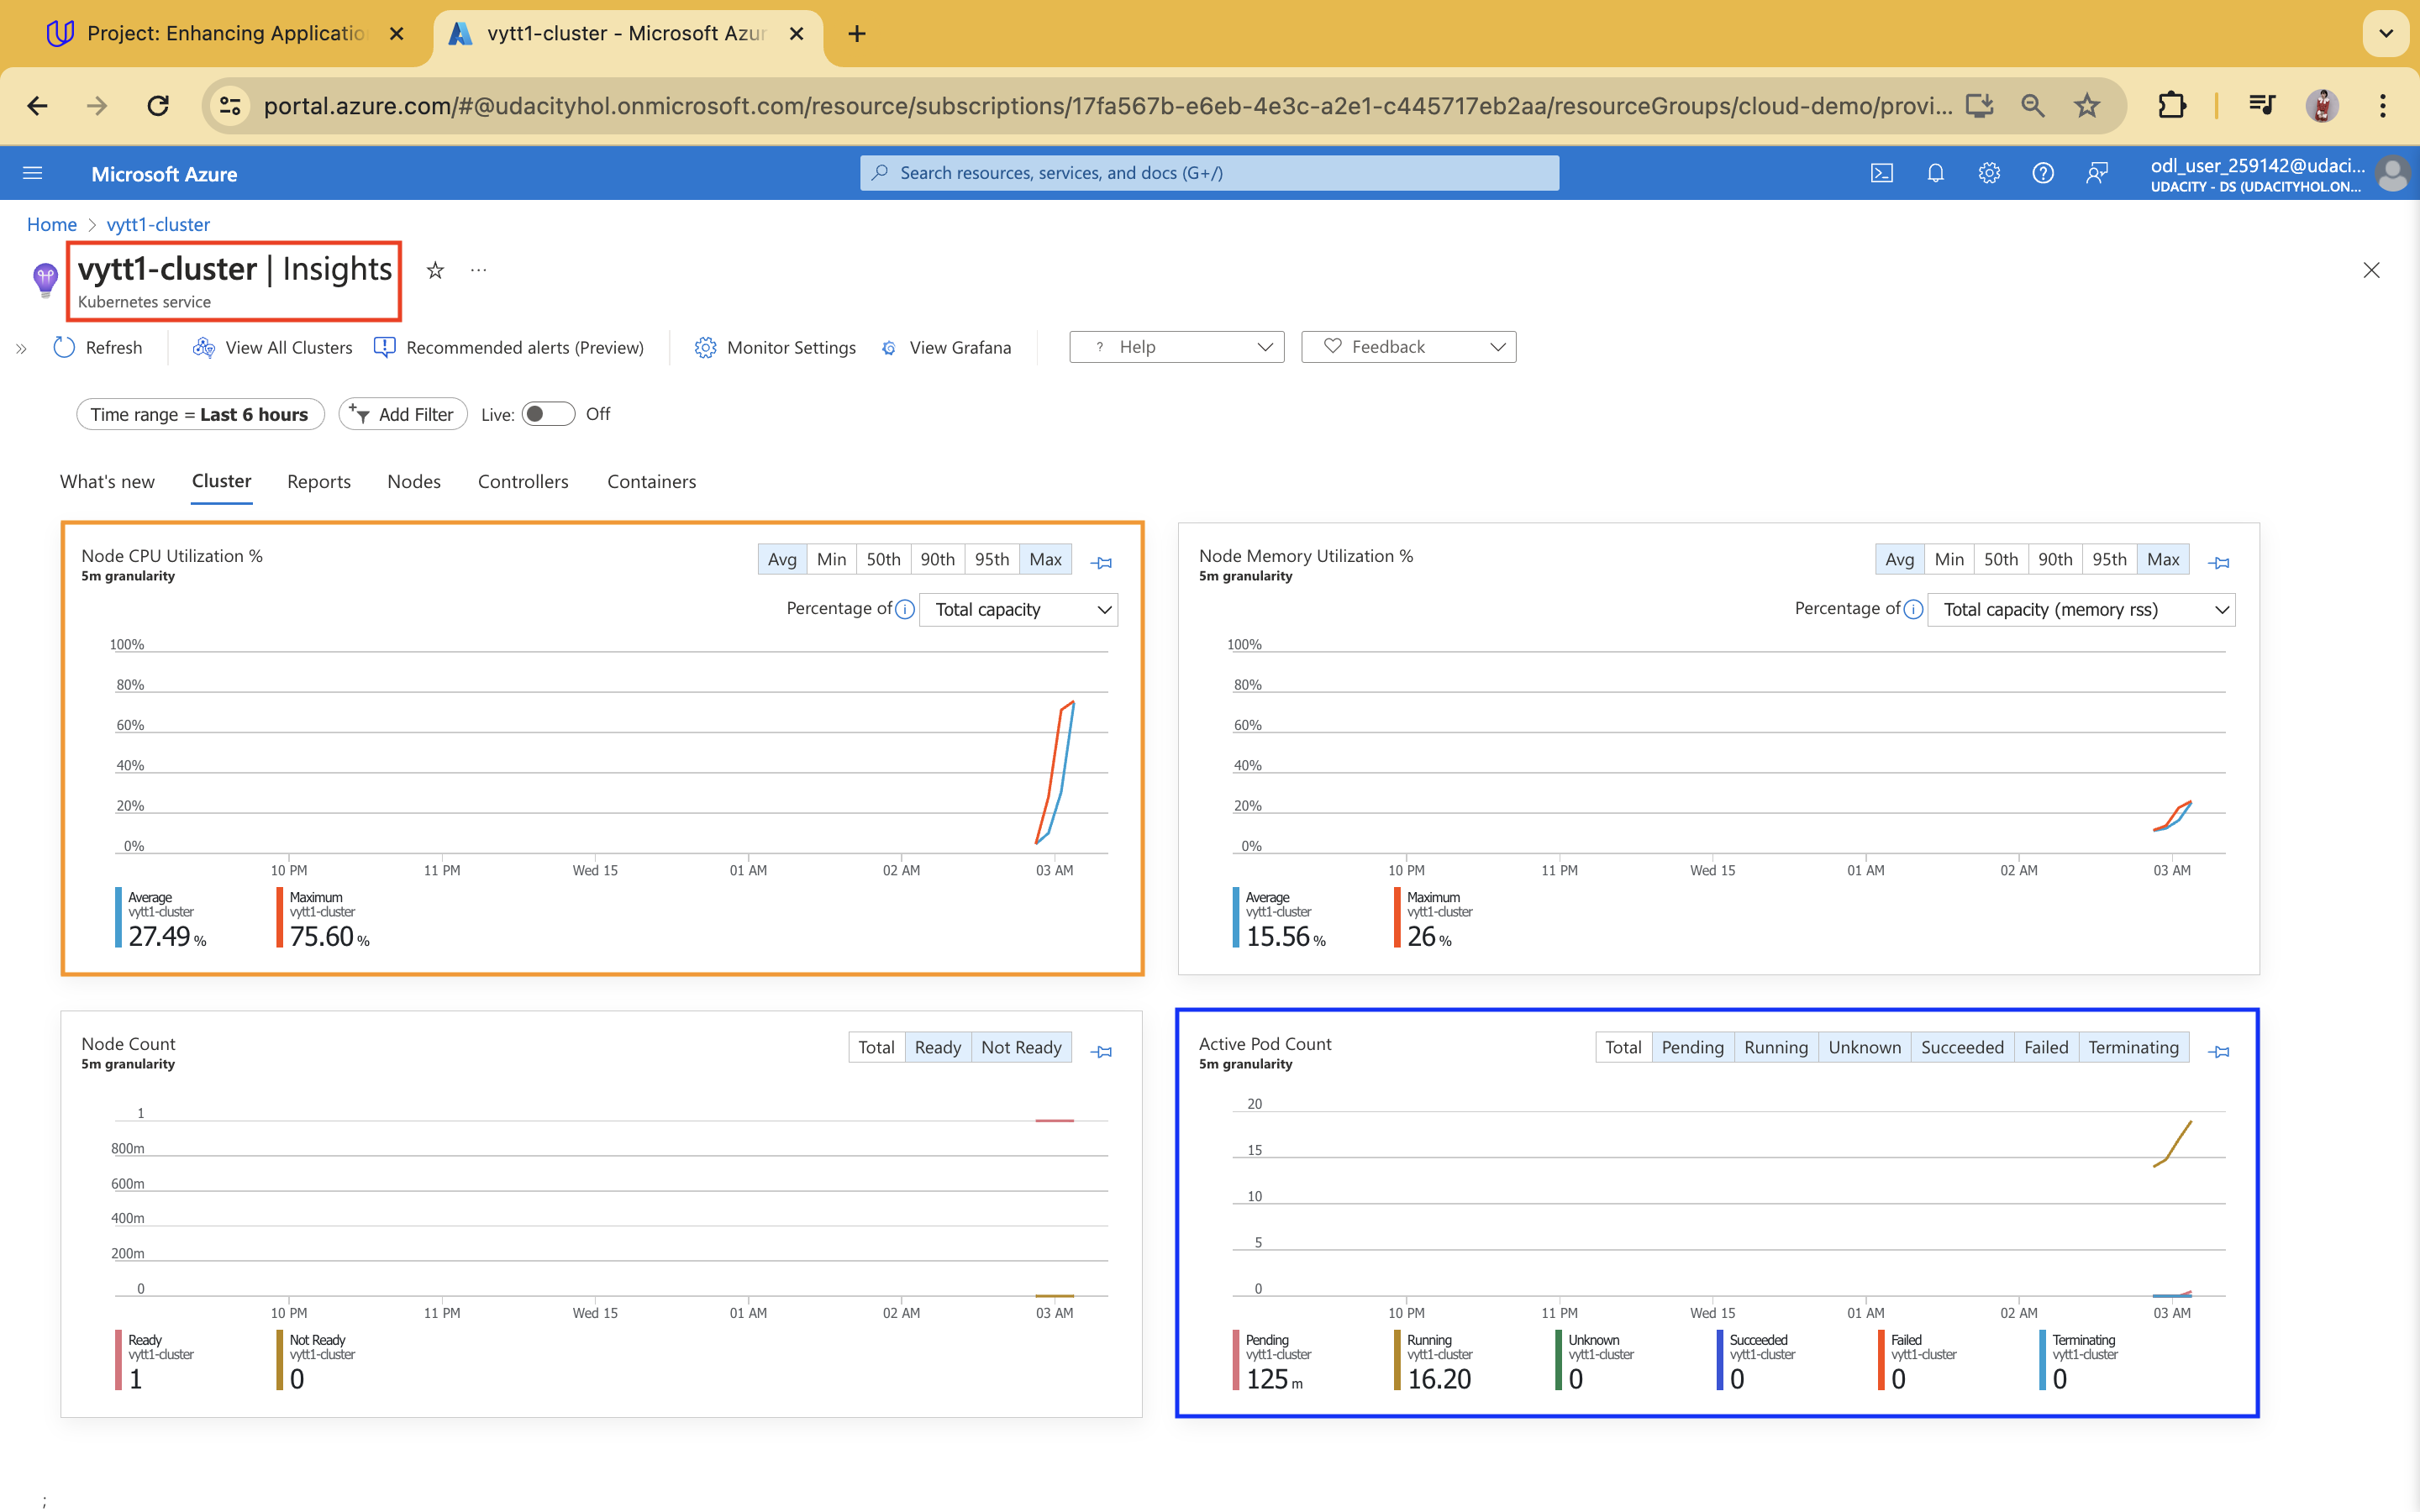 Project: Enhancing Applicatio
vytt1-cluster - Microsoft Azur
portal.azure.com/#@udacityhol.onmicrosoft.com/resource/subscriptions/17fa567b-e6eb-4e3c-a2e1-c445717eb2aa/resourceGroups/cloud-demo/provi...
Microsoft Azure
Search resources, services, and docs (G+/)
odl_user_259142@udaci...
UDACITY - DS (UDACITYHOL.ON...
Home > vytt1-cluster
vytt1-cluster | Insights
Kubernetes service
Refresh View All Clusters Recommended alerts (Preview) Monitor Settings View Grafana ? Help Feedback
Time range = Last 6 hours Add Filter Live: Off
What's new Cluster Reports Nodes Controllers Containers
Node CPU Utilization %
5m granularity
Avg Min 50th 90th 95th Max
Percentage of Total capacity
100%
80%
60%
40%
20%
0%
10 PM 11 PM Wed 15 01 AM 02 AM 03 AM
Average
vytt1-cluster
27.49 %
Maximum
vytt1-cluster
75.60 %
Node Memory Utilization %
5m granularity
Avg Min 50th 90th 95th Max
Percentage of Total capacity (memory rss)
100%
80%
60%
40%
20%
0%
10 PM 11 PM Wed 15 01 AM 02 AM 03 AM
Average
vytt1-cluster
15.56 %
Maximum
vytt1-cluster
26 %
Node Count
5m granularity
Total Ready Not Ready
1
800m
600m
400m
200m
0
10 PM 11 PM Wed 15 01 AM 02 AM 03 AM
Ready
vytt1-cluster
1
Not Ready
vytt1-cluster
0
Active Pod Count
5m granularity
Total Pending Running Unknown Succeeded Failed Terminating
20
15
10
5
0
10 PM 11 PM Wed 15 01 AM 02 AM 03 AM
Pending
vytt1-cluster
125 m
Running
vytt1-cluster
16.20
Unknown
vytt1-cluster
0
Succeeded
vytt1-cluster
0
Failed
vytt1-cluster
0
Terminating
vytt1-cluster
0
;